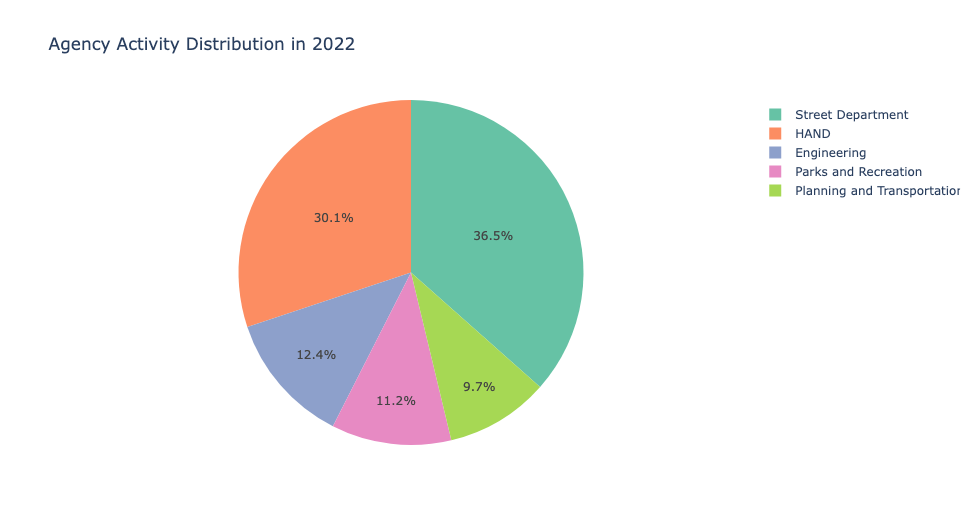 Agency Activity Distribution in 2022
Street Department
HAND
Engineering
Parks and Recreation
Planning and Transportation
30.1%
36.5%
12.4%
9.7%
11.2%